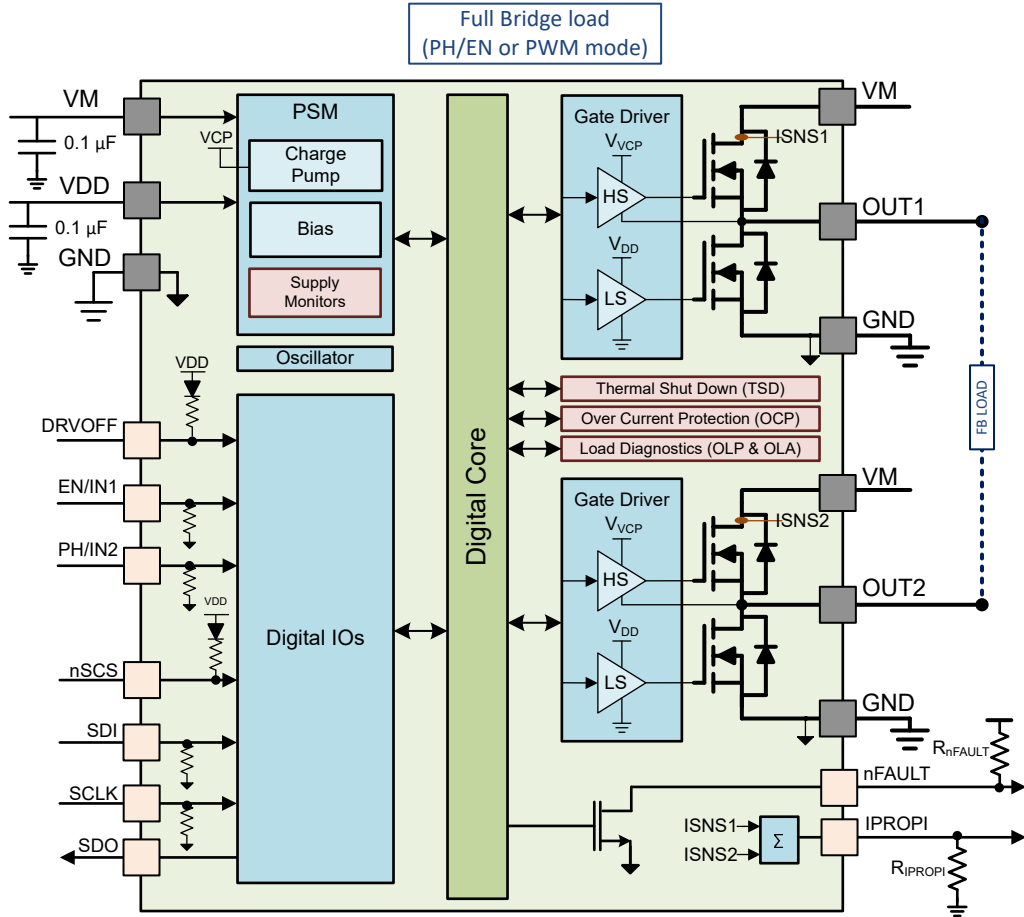 Full Bridge load
(PH/EN or PWM mode)
VM
0.1 µF
VDD
0.1 µF
GND
PSM
VCP
Charge
Pump
Bias
Supply
Monitors
Oscillator
VDD
DRVOFF
EN/IN1
PH/IN2
VDD
nSCS
SDI
SCLK
SDO
Digital IOs
Digital Core
Gate Driver
VVCP
HS
VDD
LS
VM
ISNS1
OUT1
GND
Thermal Shut Down (TSD)
Over Current Protection (OCP)
Load Diagnostics (OLP & OLA)
FB LOAD
Gate Driver
VVCP
HS
VDD
LS
VM
ISNS2
OUT2
GND
RnFAULT
nFAULT
ISNS1
ISNS2
Σ
IPROPI
RIPROPI